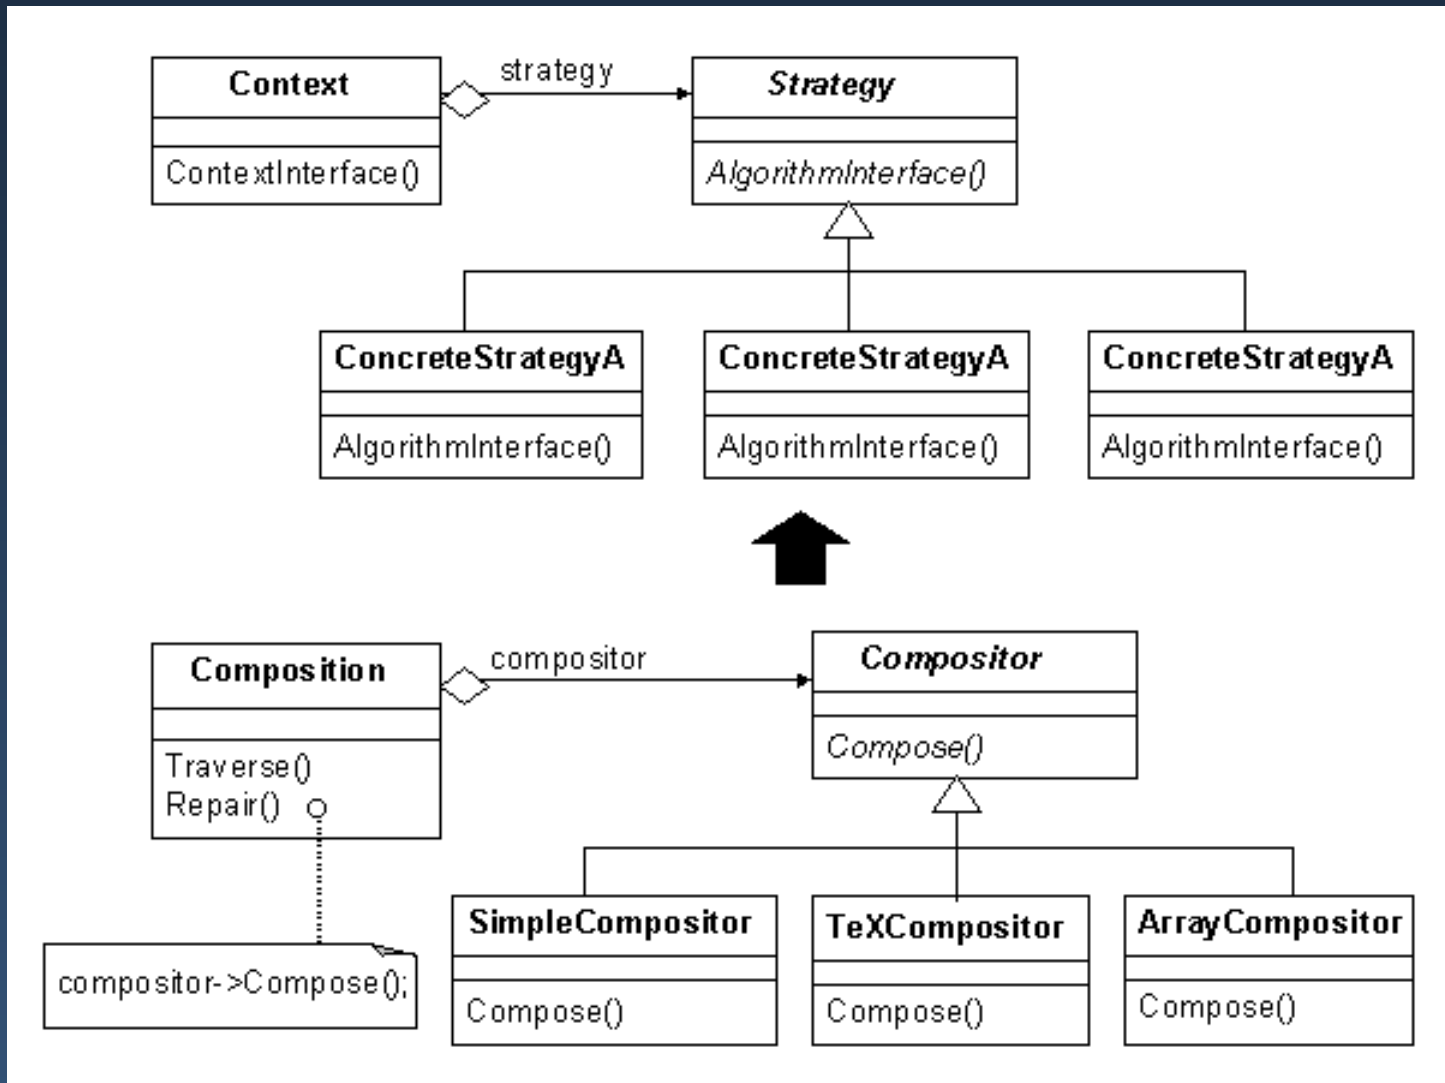 Context
strategy
Strategy
ContextInterface()
AlgorithmInterface()
ConcreteStrategyA
ConcreteStrategyA
ConcreteStrategyA
AlgorithmInterface()
AlgorithmInterface()
AlgorithmInterface()
Composition
compositor
Compositor
Traverse()
Repair()
Compose()
compositor->Compose();
SimpleCompositor
TeXCompositor
ArrayCompositor
Compose()
Compose()
Compose()